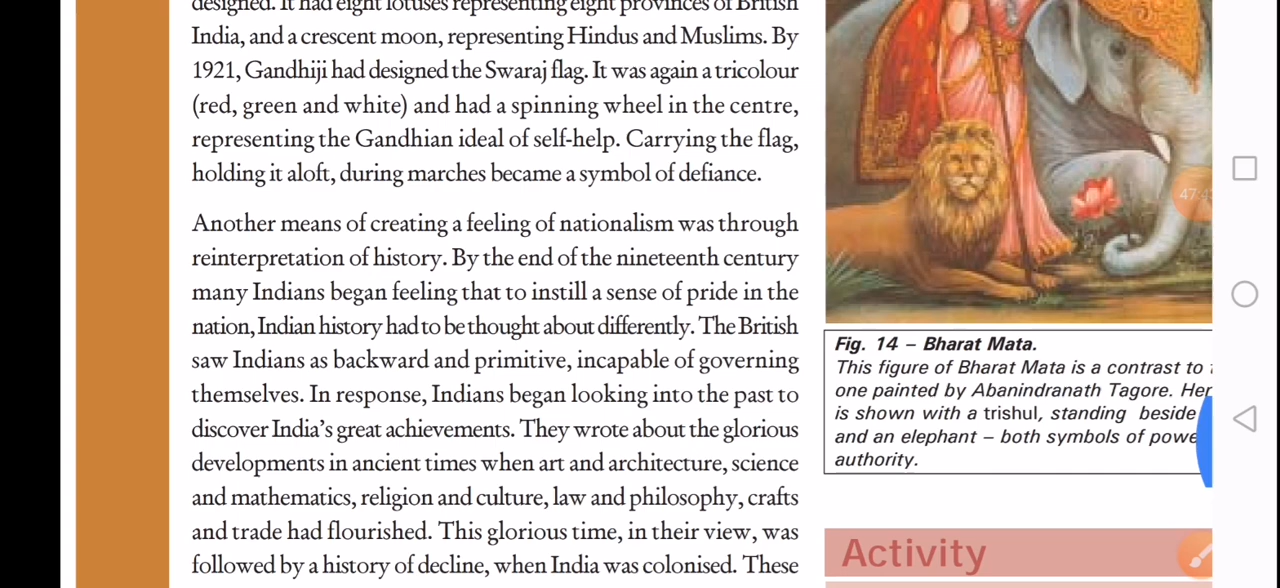 designed. It had eight lotuses representing eight provinces of British
India, and a crescent moon, representing Hindus and Muslims. By
1921, Gandhiji had designed the Swaraj flag. It was again a tricolour
(red, green and white) and had a spinning wheel in the centre,
representing the Gandhian ideal of self-help. Carrying the flag,
holding it aloft, during marches became a symbol of defiance.
Another means of creating a feeling of nationalism was through
reinterpretation of history. By the end of the nineteenth century
many Indians began feeling that to instill a sense of pride in the
nation, Indian history had to be thought about differently. The British
saw Indians as backward and primitive, incapable of governing
themselves. In response, Indians began looking into the past to
discover India's great achievements. They wrote about the glorious
developments in ancient times when art and architecture, science
and mathematics, religion and culture, law and philosophy, crafts
and trade had flourished. This glorious time, in their view, was
followed by a history of decline, when India was colonised. These
Fig. 14 – Bharat Mata.
This figure of Bharat Mata is a contrast to
one painted by Abanindranath Tagore.
is shown with a trishul, standing beside
and an elephant – both symbols of
authority.
Activity